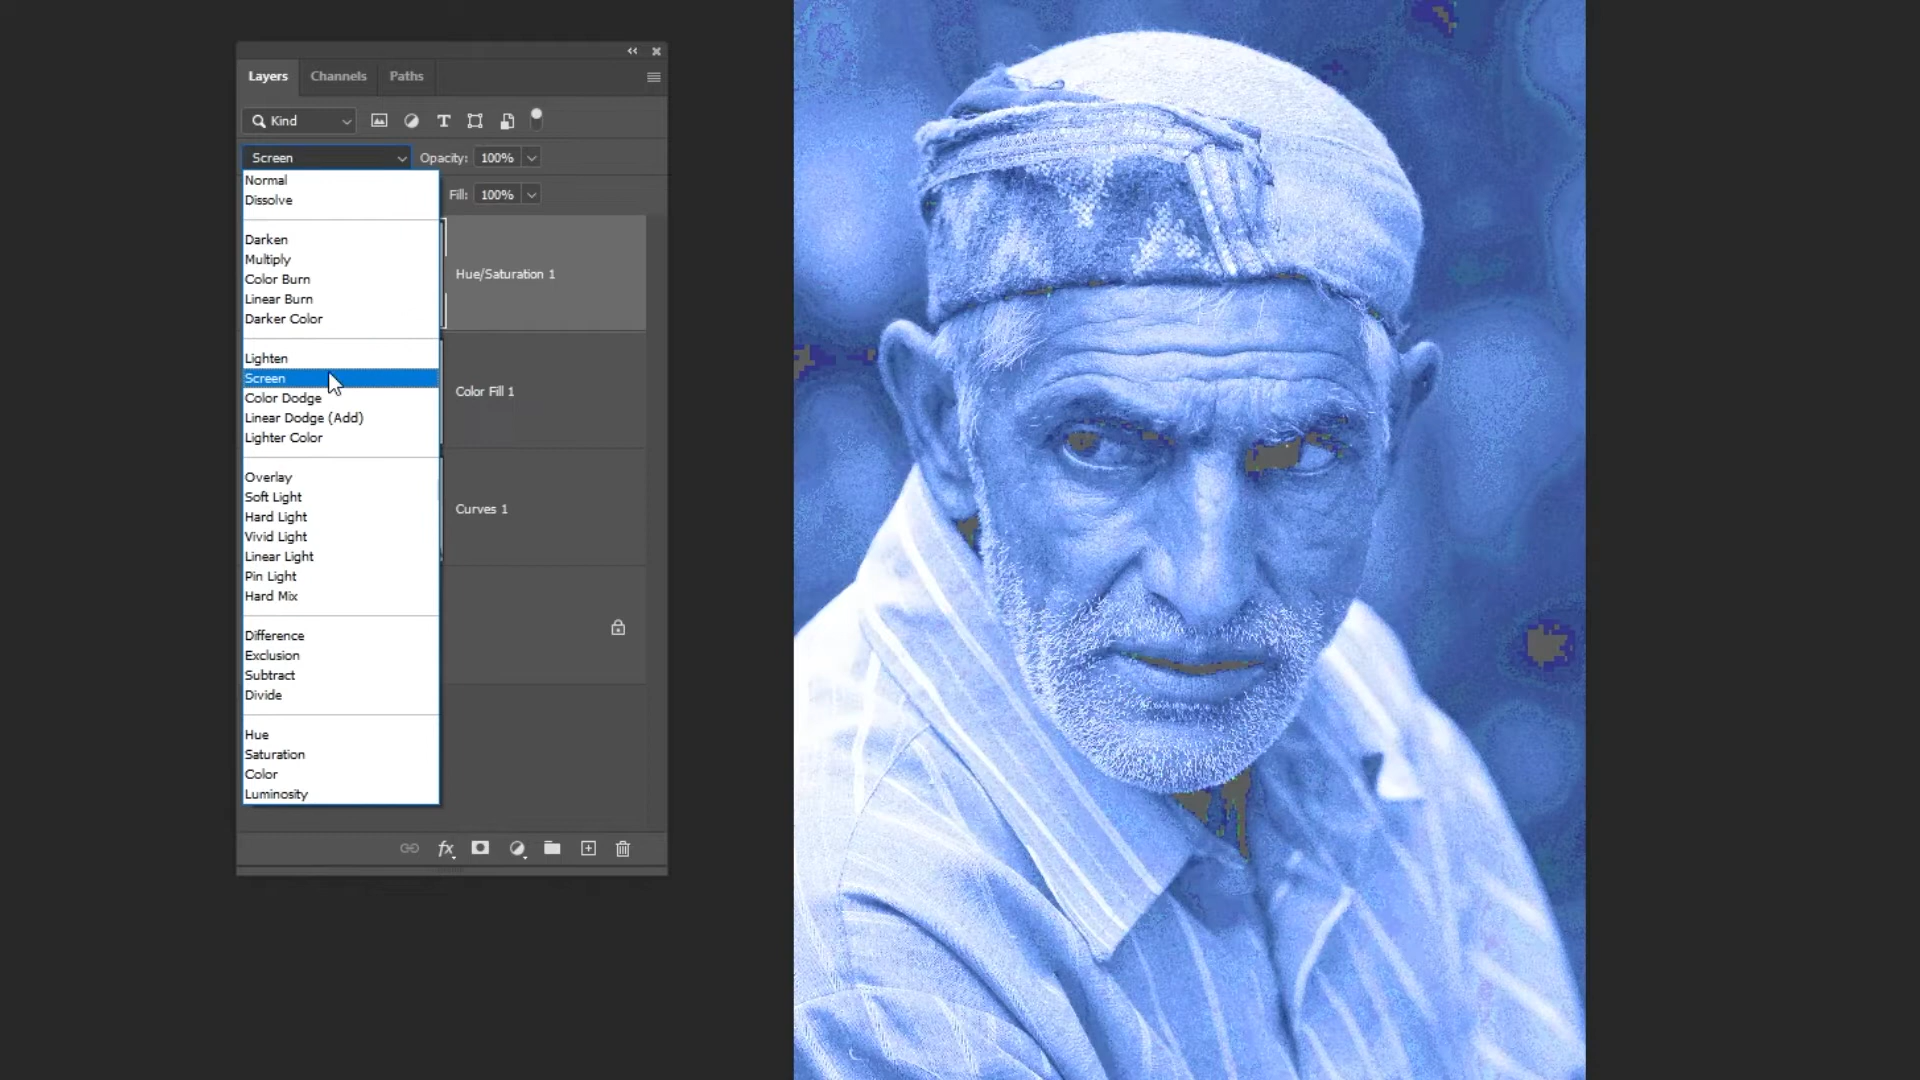 Layers Channels Paths
Kind
Screen Opacity: 100%
Normal
Dissolve
Fill: 100%
Darken
Multiply
Color Burn
Linear Burn
Darker Color
Lighten
Screen
Color Dodge
Linear Dodge (Add)
Lighter Color
Overlay
Soft Light
Hard Light
Vivid Light
Linear Light
Pin Light
Hard Mix
Difference
Exclusion
Subtract
Divide
Hue
Saturation
Color
Luminosity
Hue/Saturation 1
Color Fill 1
Curves 1
fx